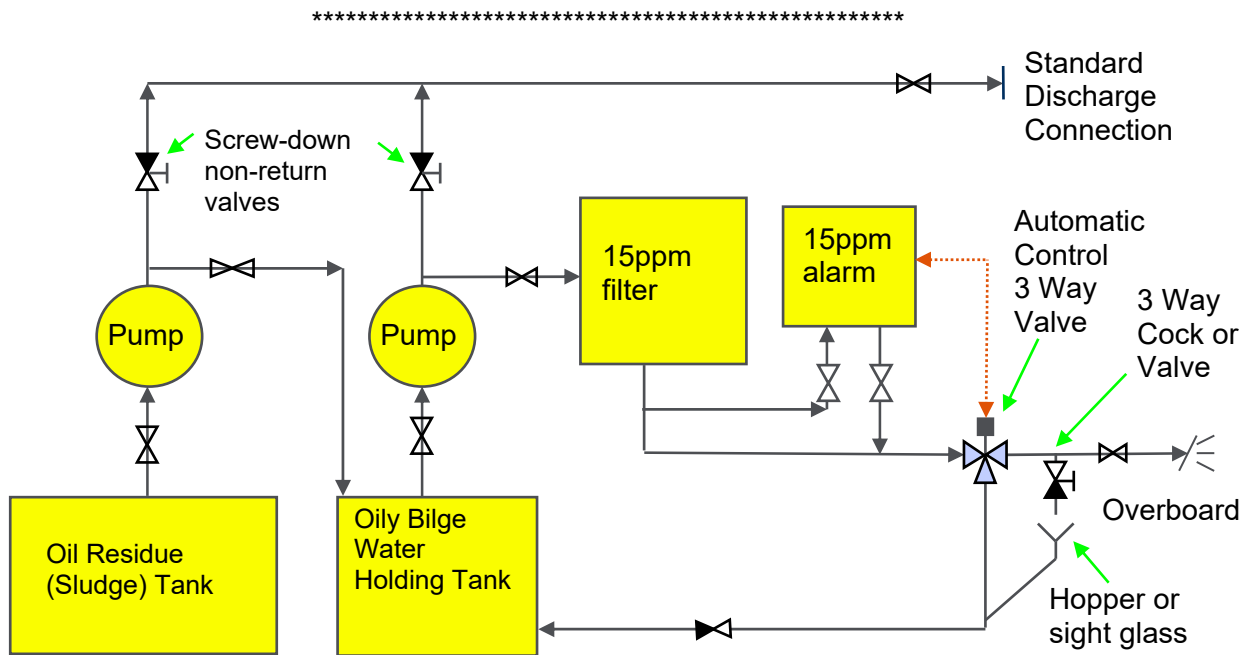 ****************************************************
Standard
Discharge
Connection
Screw-down
non-return
valves
15ppm
filter
15ppm
alarm
Automatic
Control
3 Way
Valve
3 Way
Cock or
Valve
Pump
Pump
Oil Residue
(Sludge) Tank
Oily Bilge
Water
Holding Tank
Overboard
Hopper or
sight glass